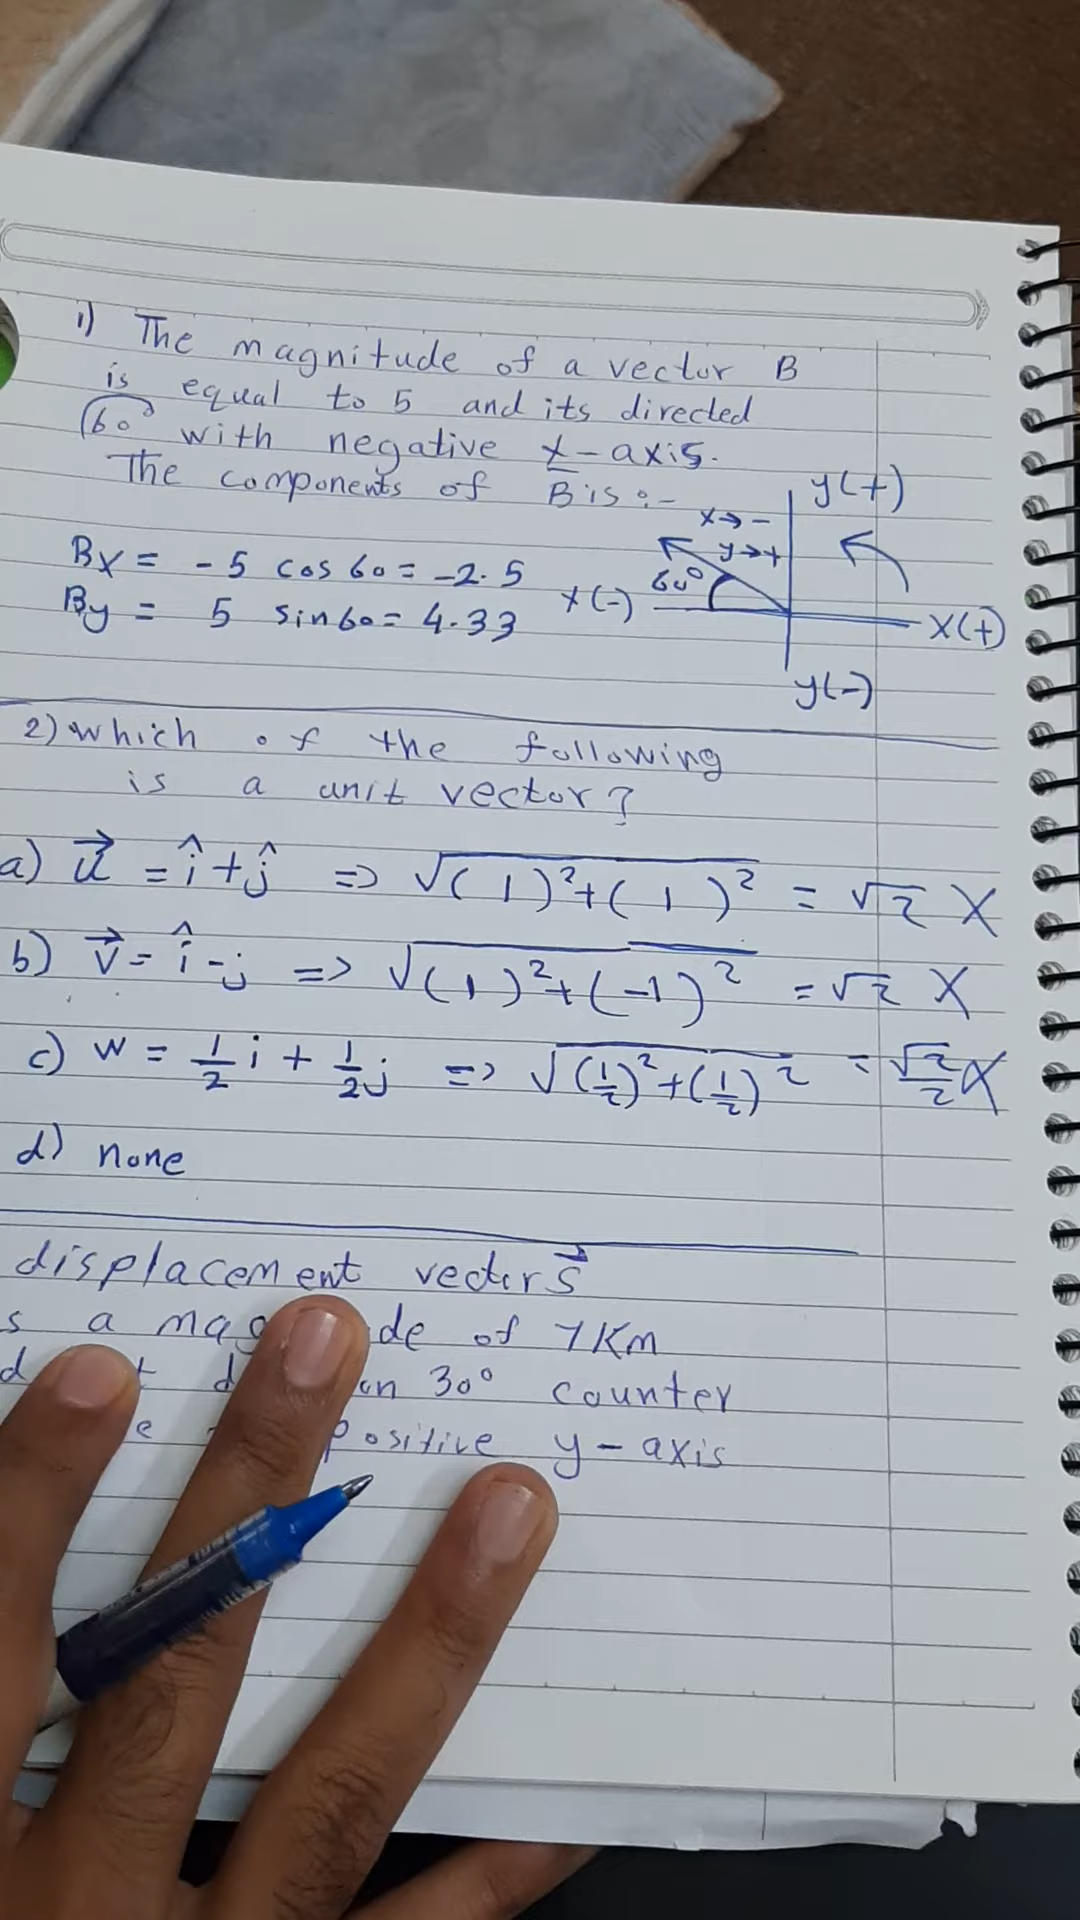 1) The magnitude of a vector B
is equal to 5 and its directed
60° with negative x-axis.
The components of B is:-
Bx = -5 cos 60 = -2.5
By = 5 sin 60 = 4.33
y(+)
x→-
y→+
60°
x(-)
x(+)
y(-)
2) which of the following
is a unit vector?
a) u⃗ = î+ĵ => √(1)²+(1)² = √2 X
b) v⃗ = î-j => √(1)²+(-1)² = √2 X
c) w = 1/2 i + 1/2 j => √(1/2)²+(1/2)² = √2/2 X
d) none
displacement vector s⃗
a of 7 Km
30° counter
positive y-axis